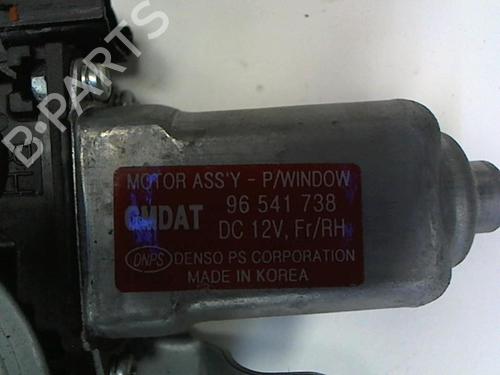 B-PARTS
MOTOR ASS'Y - P/WINDOW
GMDAT 96 541 738
DC 12V, Fr/RH
DNPS DENSO PS CORPORATION
MADE IN KOREA